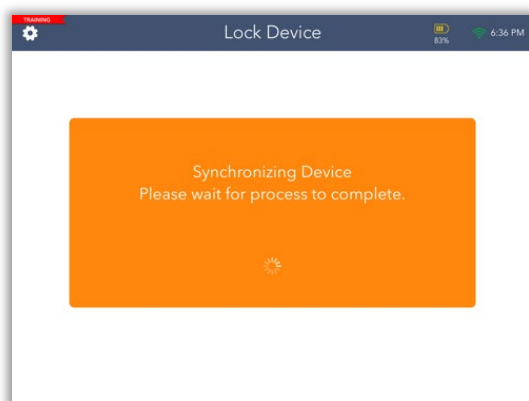 TRAINING
Lock Device
83%
6:36 PM
Synchronizing Device
Please wait for process to complete.